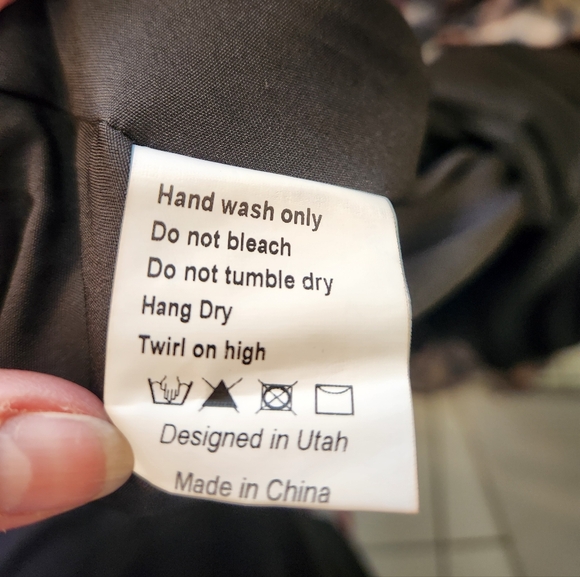 Hand wash only
Do not bleach
Do not tumble dry
Hang Dry
Twirl on high
Designed in Utah
Made in China